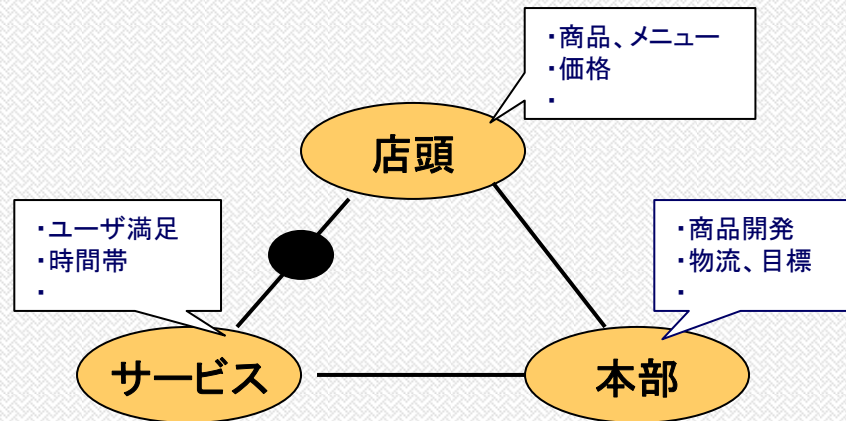 ・商品、メニュー
・価格
・
店頭
・ユーザ満足
・時間帯
・
・商品開発
・物流、目標
・
サービス
本部